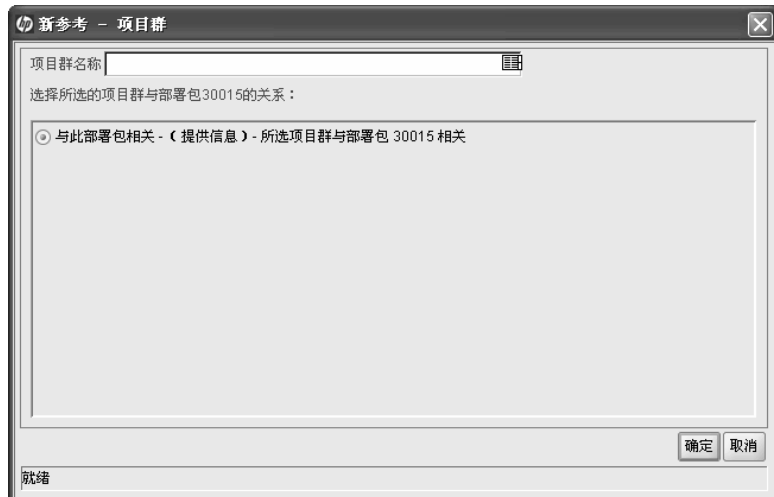 hp 新参考 - 项目群
项目群名称
选择所选的项目群与部署包30015的关系：
与此部署包相关 - （提供信息）- 所选项目群与部署包 30015 相关
确定 取消
就绪